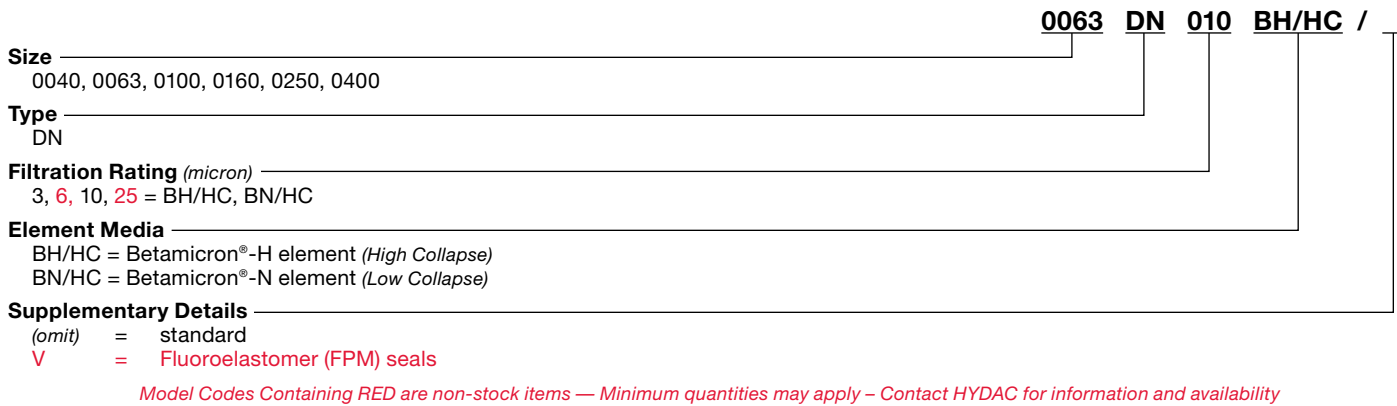 0063 DN 010 BH/HC /
Size
0040, 0063, 0100, 0160, 0250, 0400
Type
DN
Filtration Rating (micron)
3, 6, 10, 25 = BH/HC, BN/HC
Element Media
BH/HC = Betamicron®-H element (High Collapse)
BN/HC = Betamicron®-N element (Low Collapse)
Supplementary Details
(omit) = standard
V = Fluoroelastomer (FPM) seals
Model Codes Containing RED are non-stock items — Minimum quantities may apply – Contact HYDAC for information and availability